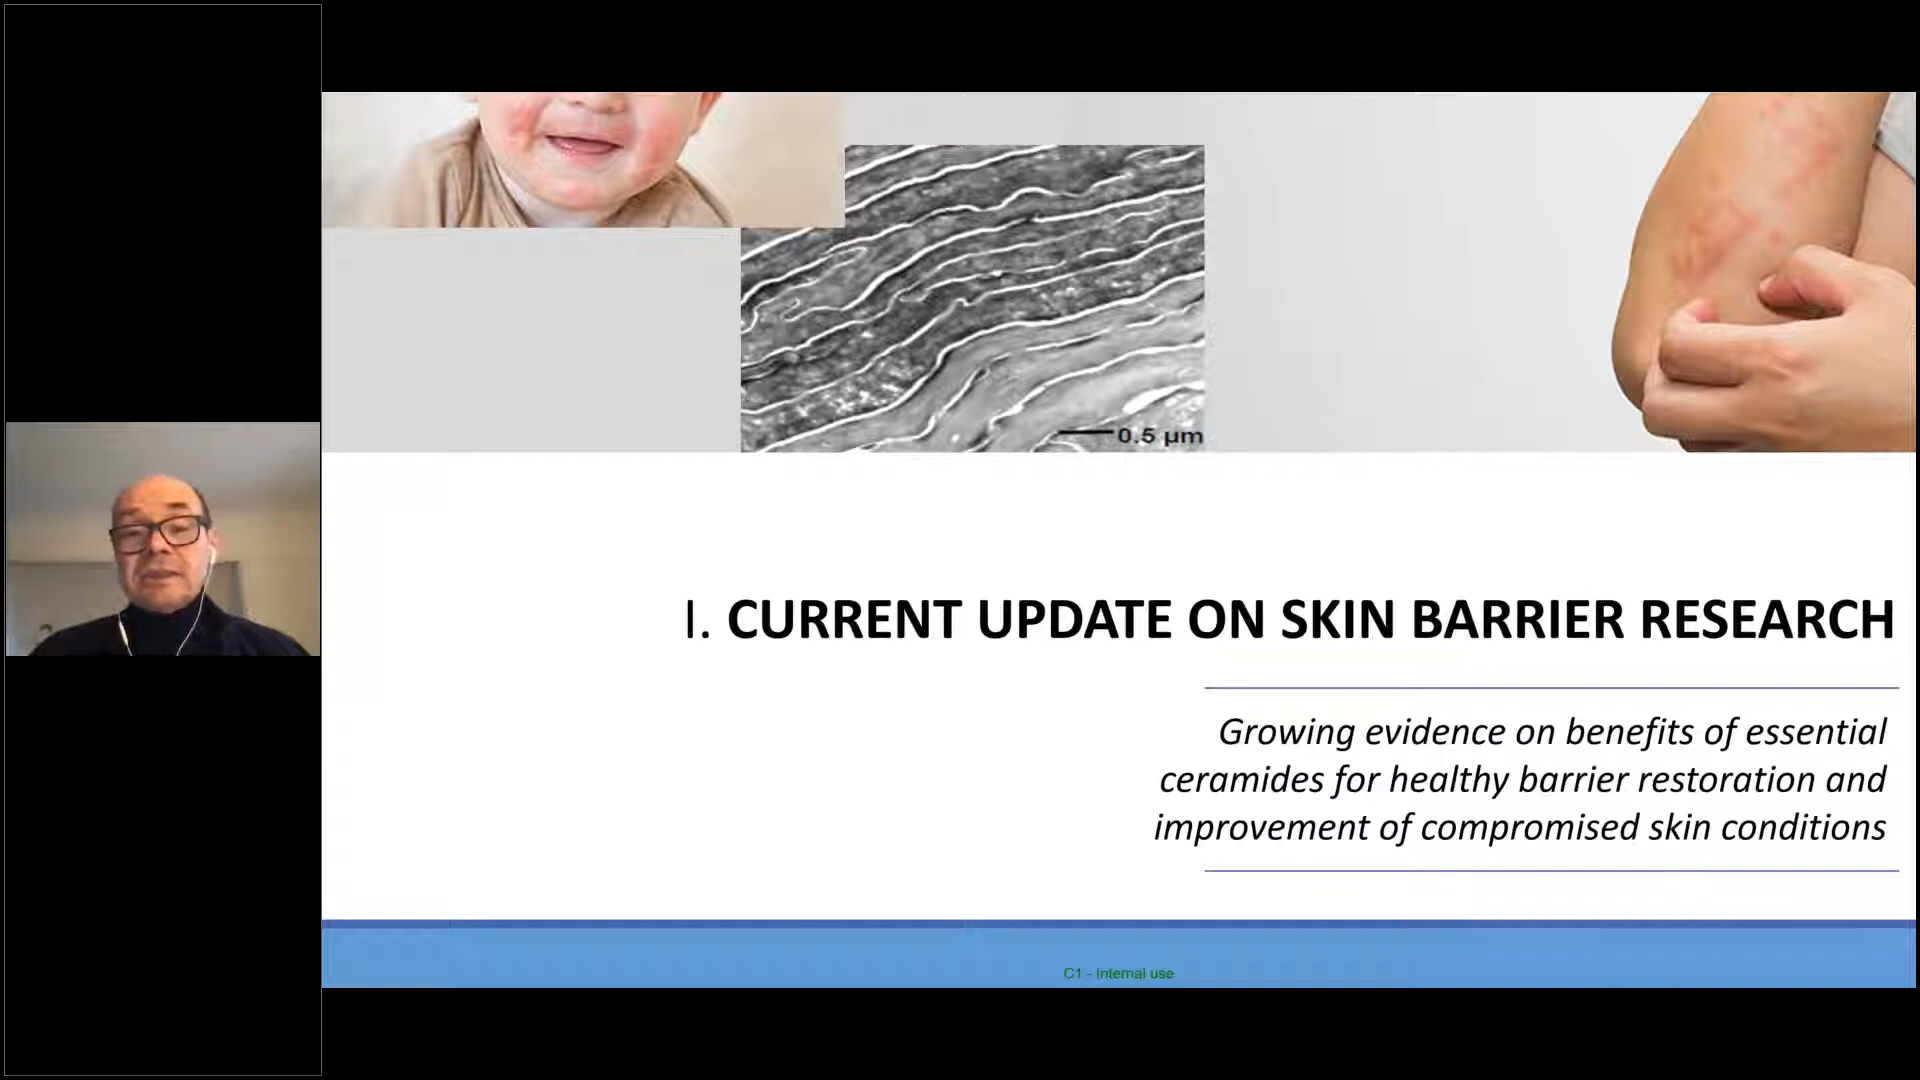 0.5 µm
I. CURRENT UPDATE ON SKIN BARRIER RESEARCH
Growing evidence on benefits of essential
ceramides for healthy barrier restoration and
improvement of compromised skin conditions
C1 - Internal use